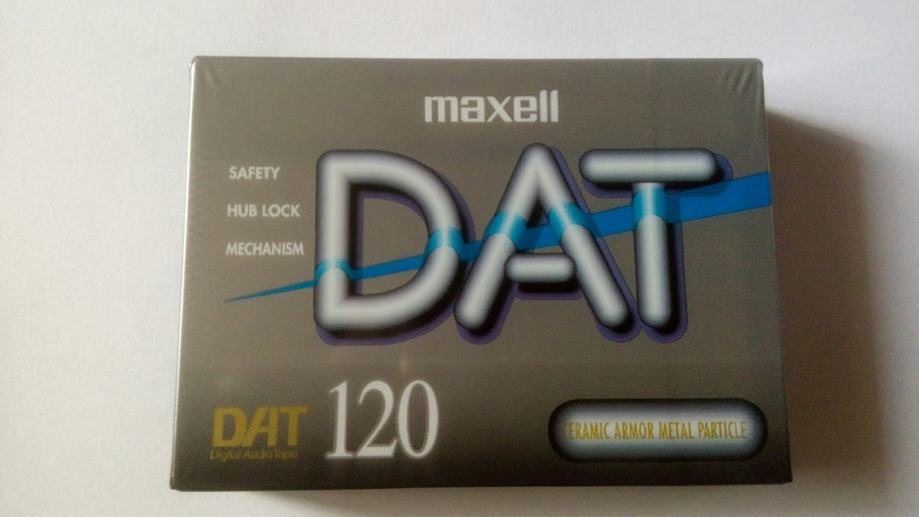 maxell
SAFETY
HUB LOCK
MECHANISM
DAT
DAT
Digital Audio Tape
120
CERAMIC ARMOR METAL PARTICLE